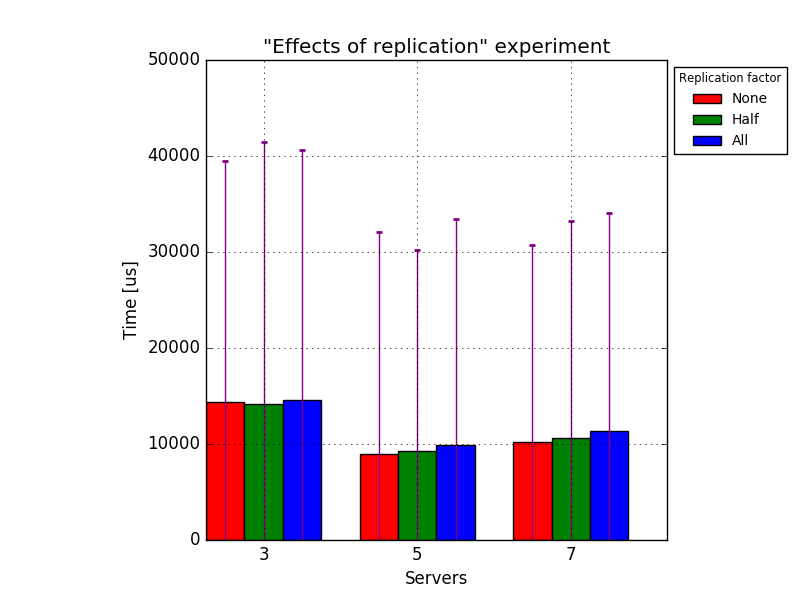 "Effects of replication" experiment
50000
40000
30000
20000
10000
0
Time [us]
3 5 7
Servers
Replication factor
None
Half
All